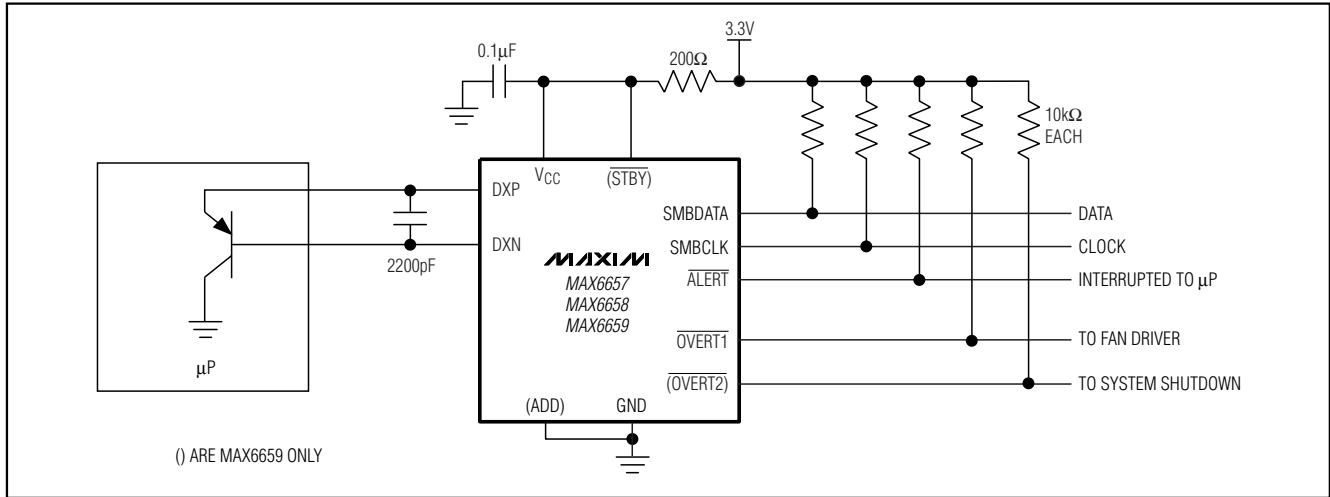 3.3V
0.1μF
200Ω
10kΩ
EACH
VCC
(STBY)
DXP
DXN
2200pF
SMBDATA
DATA
SMBCLK
CLOCK
MAXIM
MAX6657
MAX6658
MAX6659
ALERT
INTERRUPTED TO μP
OVERT1
TO FAN DRIVER
(OVERT2)
TO SYSTEM SHUTDOWN
μP
(ADD)
GND
() ARE MAX6659 ONLY